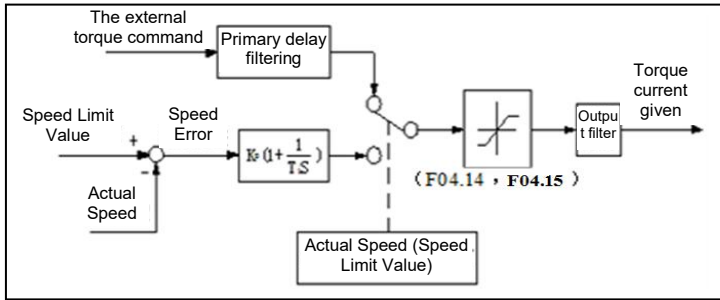 The external
torque command
Primary delay
filtering
Torque
current
given
Speed Limit
Value
Speed
Error
+
-
Kp(1+1/TiS)
Outpu
t filter
(F04.14，F04.15)
Actual
Speed
Actual Speed (Speed
Limit Value)